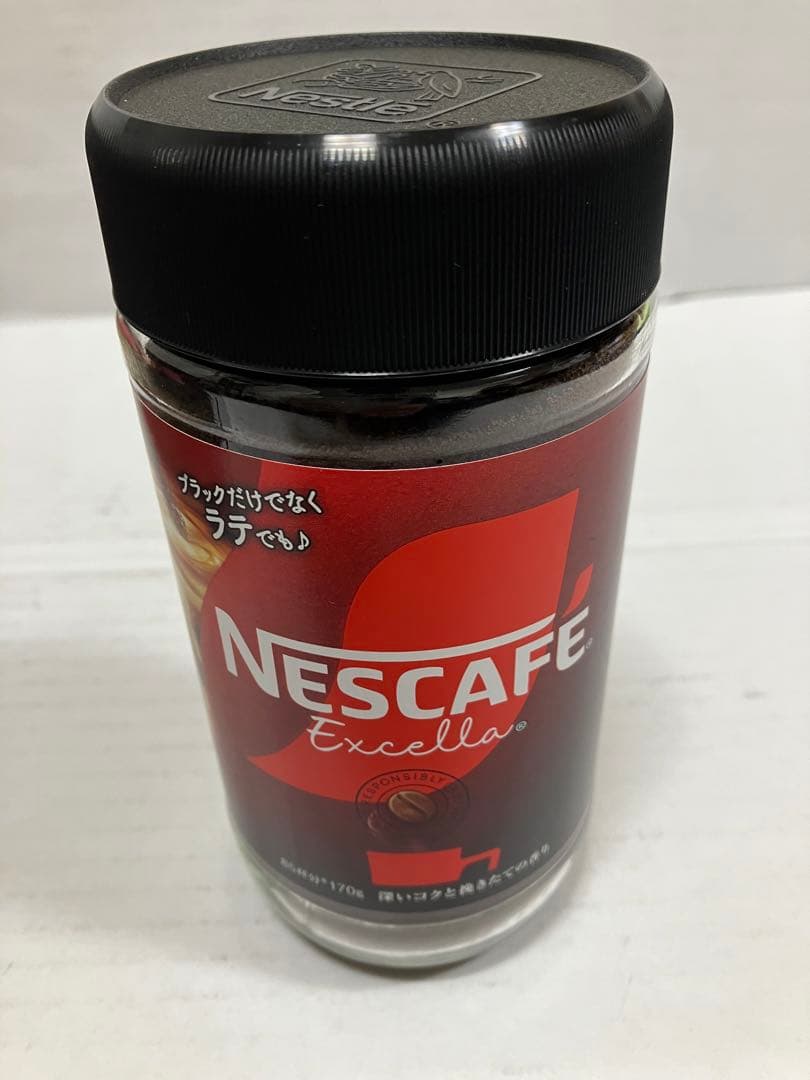 Nestlé
ブラックだけでなく
ラテでも♪
NESCAFÉ®
Excella®
RESPONSIBLY
85杯分* 170g
深いコクと挽きたての香り